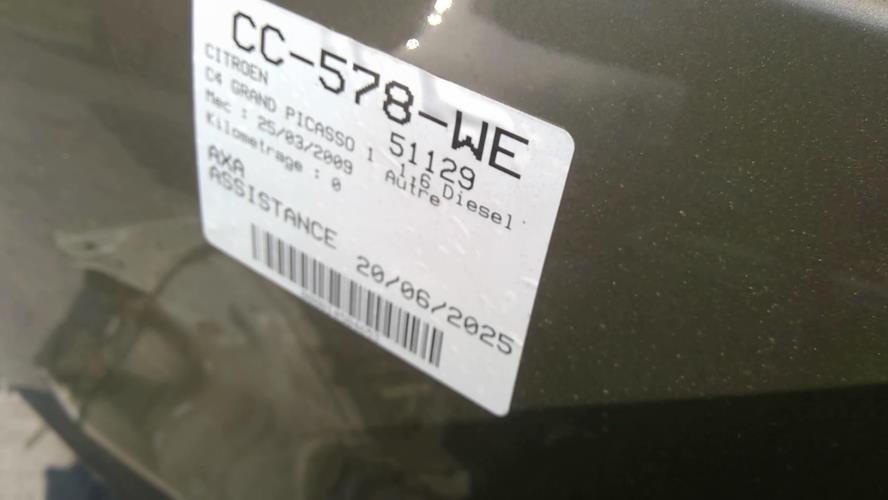 CC-578-WE
CITROEN 51129
C4 GRAND PICASSO 1 1.6 Diesel
Mec : 25/03/2009 Autre
Kilometrage : 0
AXA
ASSISTANCE 20/06/2025